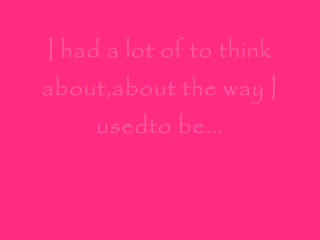 I had a lot of to think
about,about the way I
usedto be...